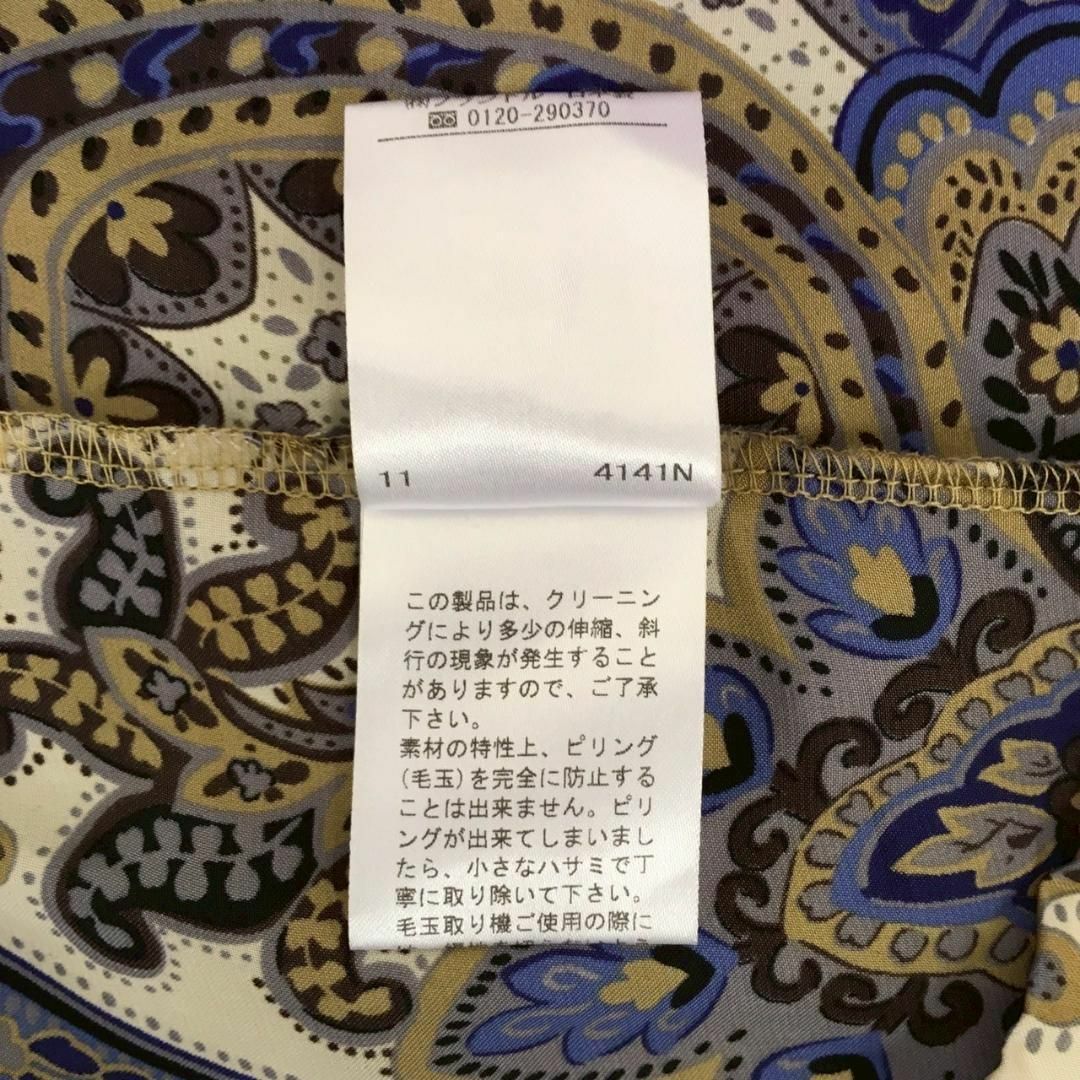 0120-290370
11 4141N
この製品は、クリーニン
グにより多少の伸縮、斜
行の現象が発生すること
がありますので、ご了承
下さい。
素材の特性上、ピリング
(毛玉)を完全に防止する
ことは出来ません。ピリ
ングが出来てしまいまし
たら、小さなハサミで丁
寧に取り除いて下さい。
毛玉取り機ご使用の際に